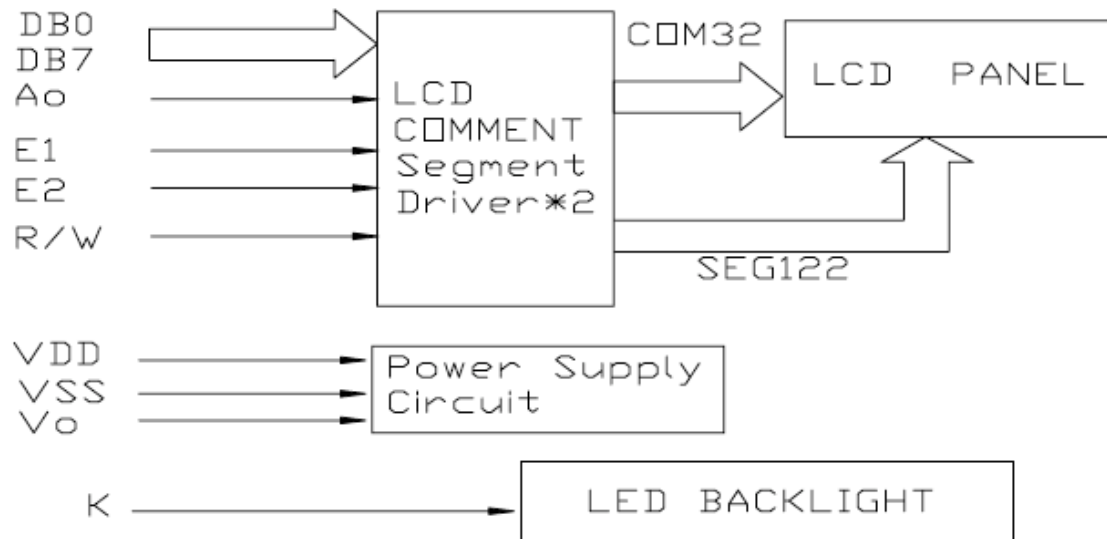 DB0
DB7
Ao
E1
E2
R/W
LCD
COMMENT
Segment
Driver*2
COM32
LCD PANEL
SEG122
VDD
VSS
Vo
Power Supply
Circuit
K
LED BACKLIGHT